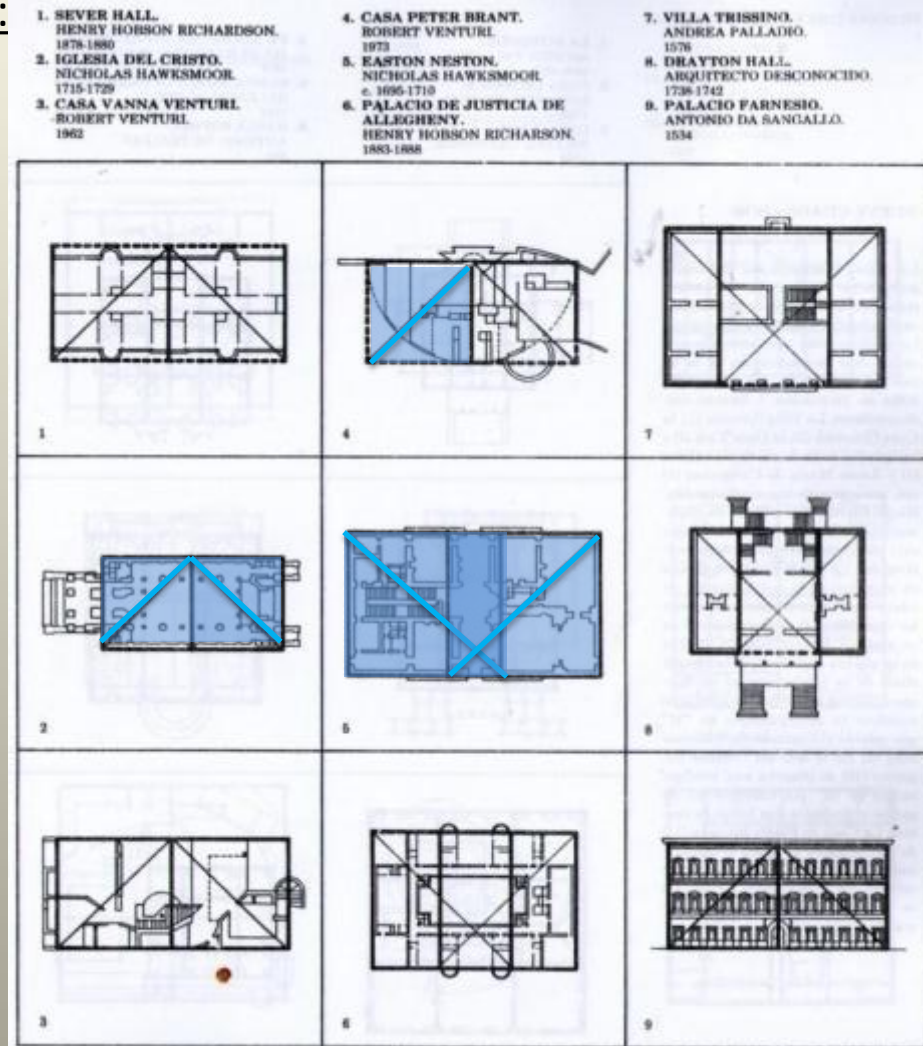 1. SEVER HALL.
HENRY HOBSON RICHARDSON.
1878-1880
2. IGLESIA DEL CRISTO.
NICHOLAS HAWKSMOOR.
1715-1729
3. CASA VANNA VENTURI.
ROBERT VENTURI.
1962
4. CASA PETER BRANT.
ROBERT VENTURI.
1973
5. EASTON NESTON.
NICHOLAS HAWKSMOOR.
c. 1695-1710
6. PALACIO DE JUSTICIA DE
ALLEGHENY.
HENRY HOBSON RICHARSON.
1883-1888
7. VILLA TRISSINO.
ANDREA PALLADIO.
1576
8. DRAYTON HALL.
ARQUITECTO DESCONOCIDO.
1738-1742
9. PALACIO FARNESIO.
ANTONIO DA SANGALLO.
1534
1
4
7
2
5
8
3
6
9